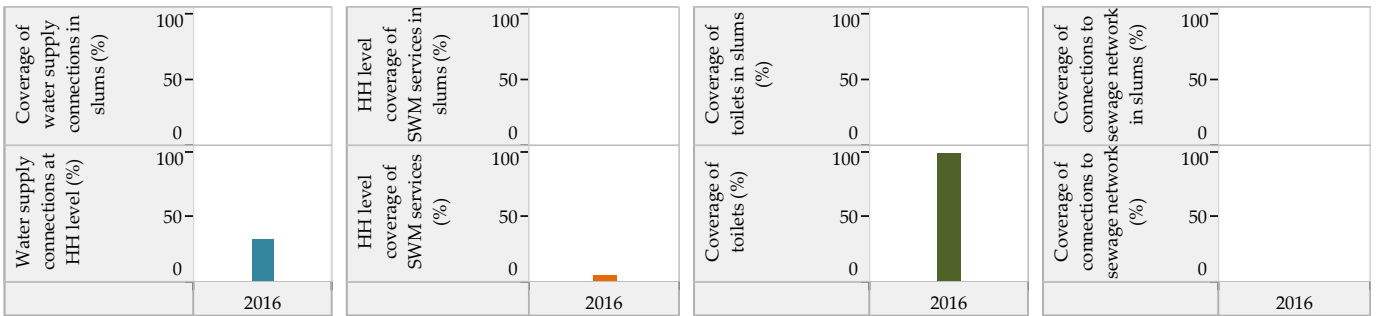 Coverage of
water supply
connections in
slums (%)
100
50
0
Water supply
connections at
HH level (%)
100
50
0
2016
HH level
coverage of
SWM services in
slums (%)
100
50
0
HH level
coverage of
SWM services
(%)
100
50
0
2016
Coverage of
toilets in slums
(%)
100
50
0
Coverage of
toilets (%)
100
50
0
2016
Coverage of
connections to
sewage network
in slums (%)
100
50
0
Coverage of
connections to
sewage network
(%)
100
50
0
2016